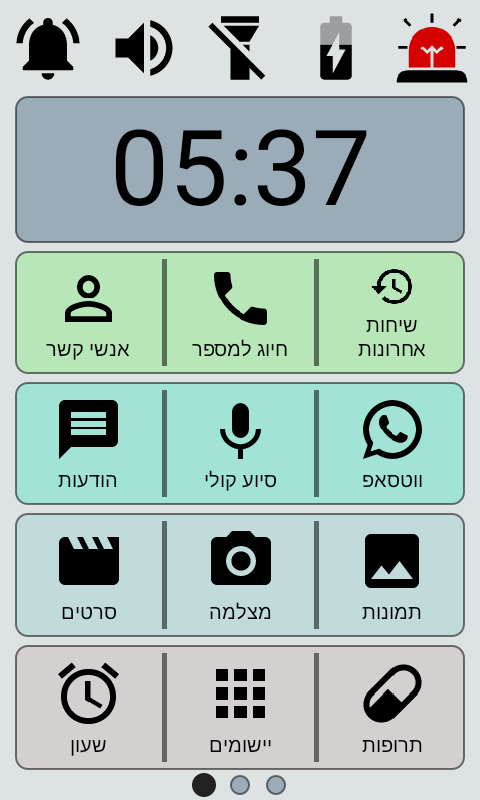 05:37
שיחות
אחרונות
חיוג למספר
אנשי קשר
ווטסאפ
סיוע קולי
הודעות
תמונות
מצלמה
סרטים
תרופות
יישומים
שעון